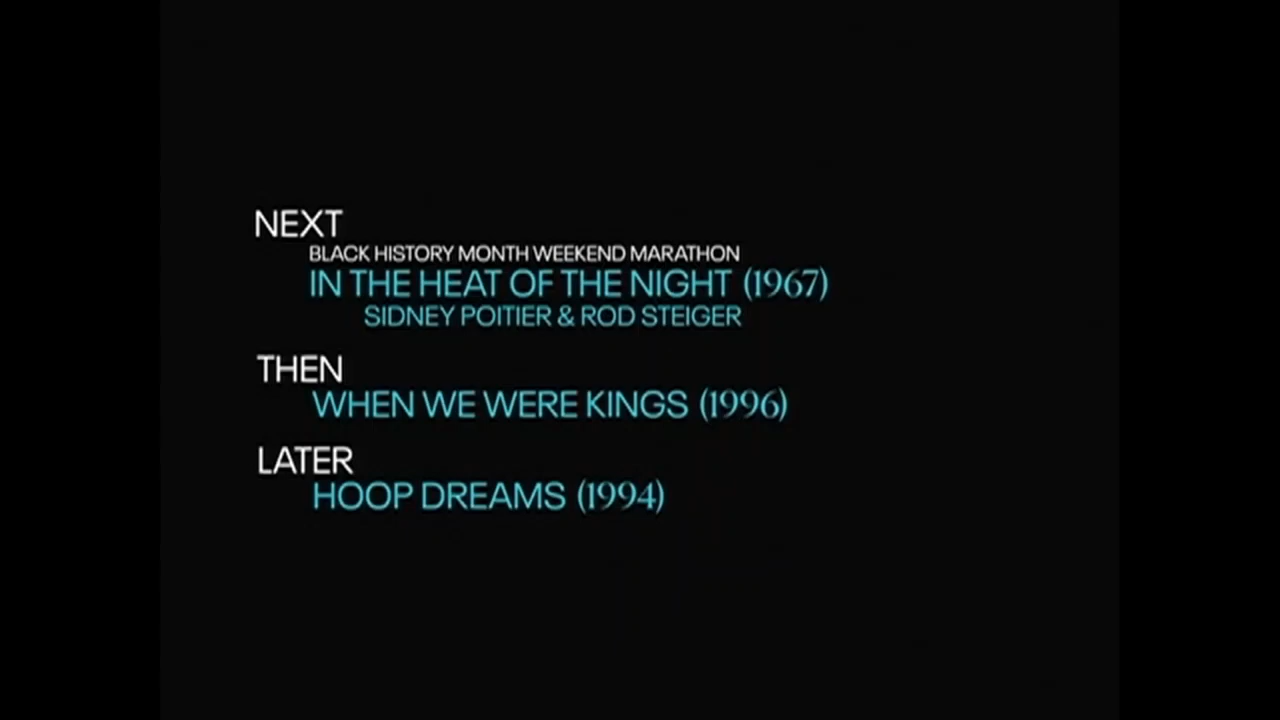 NEXT
BLACK HISTORY MONTH WEEKEND MARATHON
IN THE HEAT OF THE NIGHT (1967)
SIDNEY POITIER & ROD STEIGER
THEN
WHEN WE WERE KINGS (1996)
LATER
HOOP DREAMS (1994)